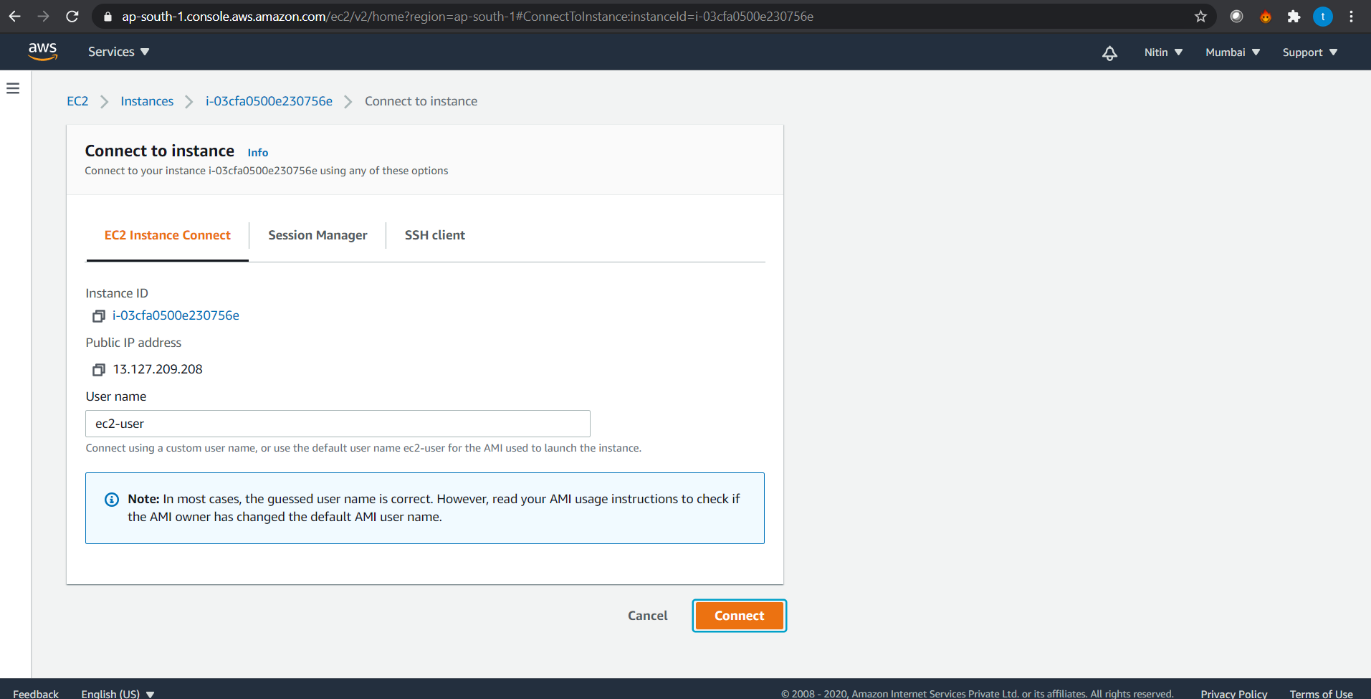 ap-south-1.console.aws.amazon.com/ec2/v2/home?region=ap-south-1#ConnectToInstance:instanceId=i-03cfa0500e230756e
t
aws
Services
Nitin
Mumbai
Support
EC2
Instances
i-03cfa0500e230756e
Connect to instance
Connect to instance
Info
Connect to your instance i-03cfa0500e230756e using any of these options
EC2 Instance Connect
Session Manager
SSH client
Instance ID
i-03cfa0500e230756e
Public IP address
13.127.209.208
User name
ec2-user
Connect using a custom user name, or use the default user name ec2-user for the AMI used to launch the instance.
Note: In most cases, the guessed user name is correct. However, read your AMI usage instructions to check if
the AMI owner has changed the default AMI user name.
Cancel
Connect
Feedback
English (US)
© 2008 - 2020, Amazon Internet Services Private Ltd. or its affiliates. All rights reserved.
Privacy Policy
Terms of Use